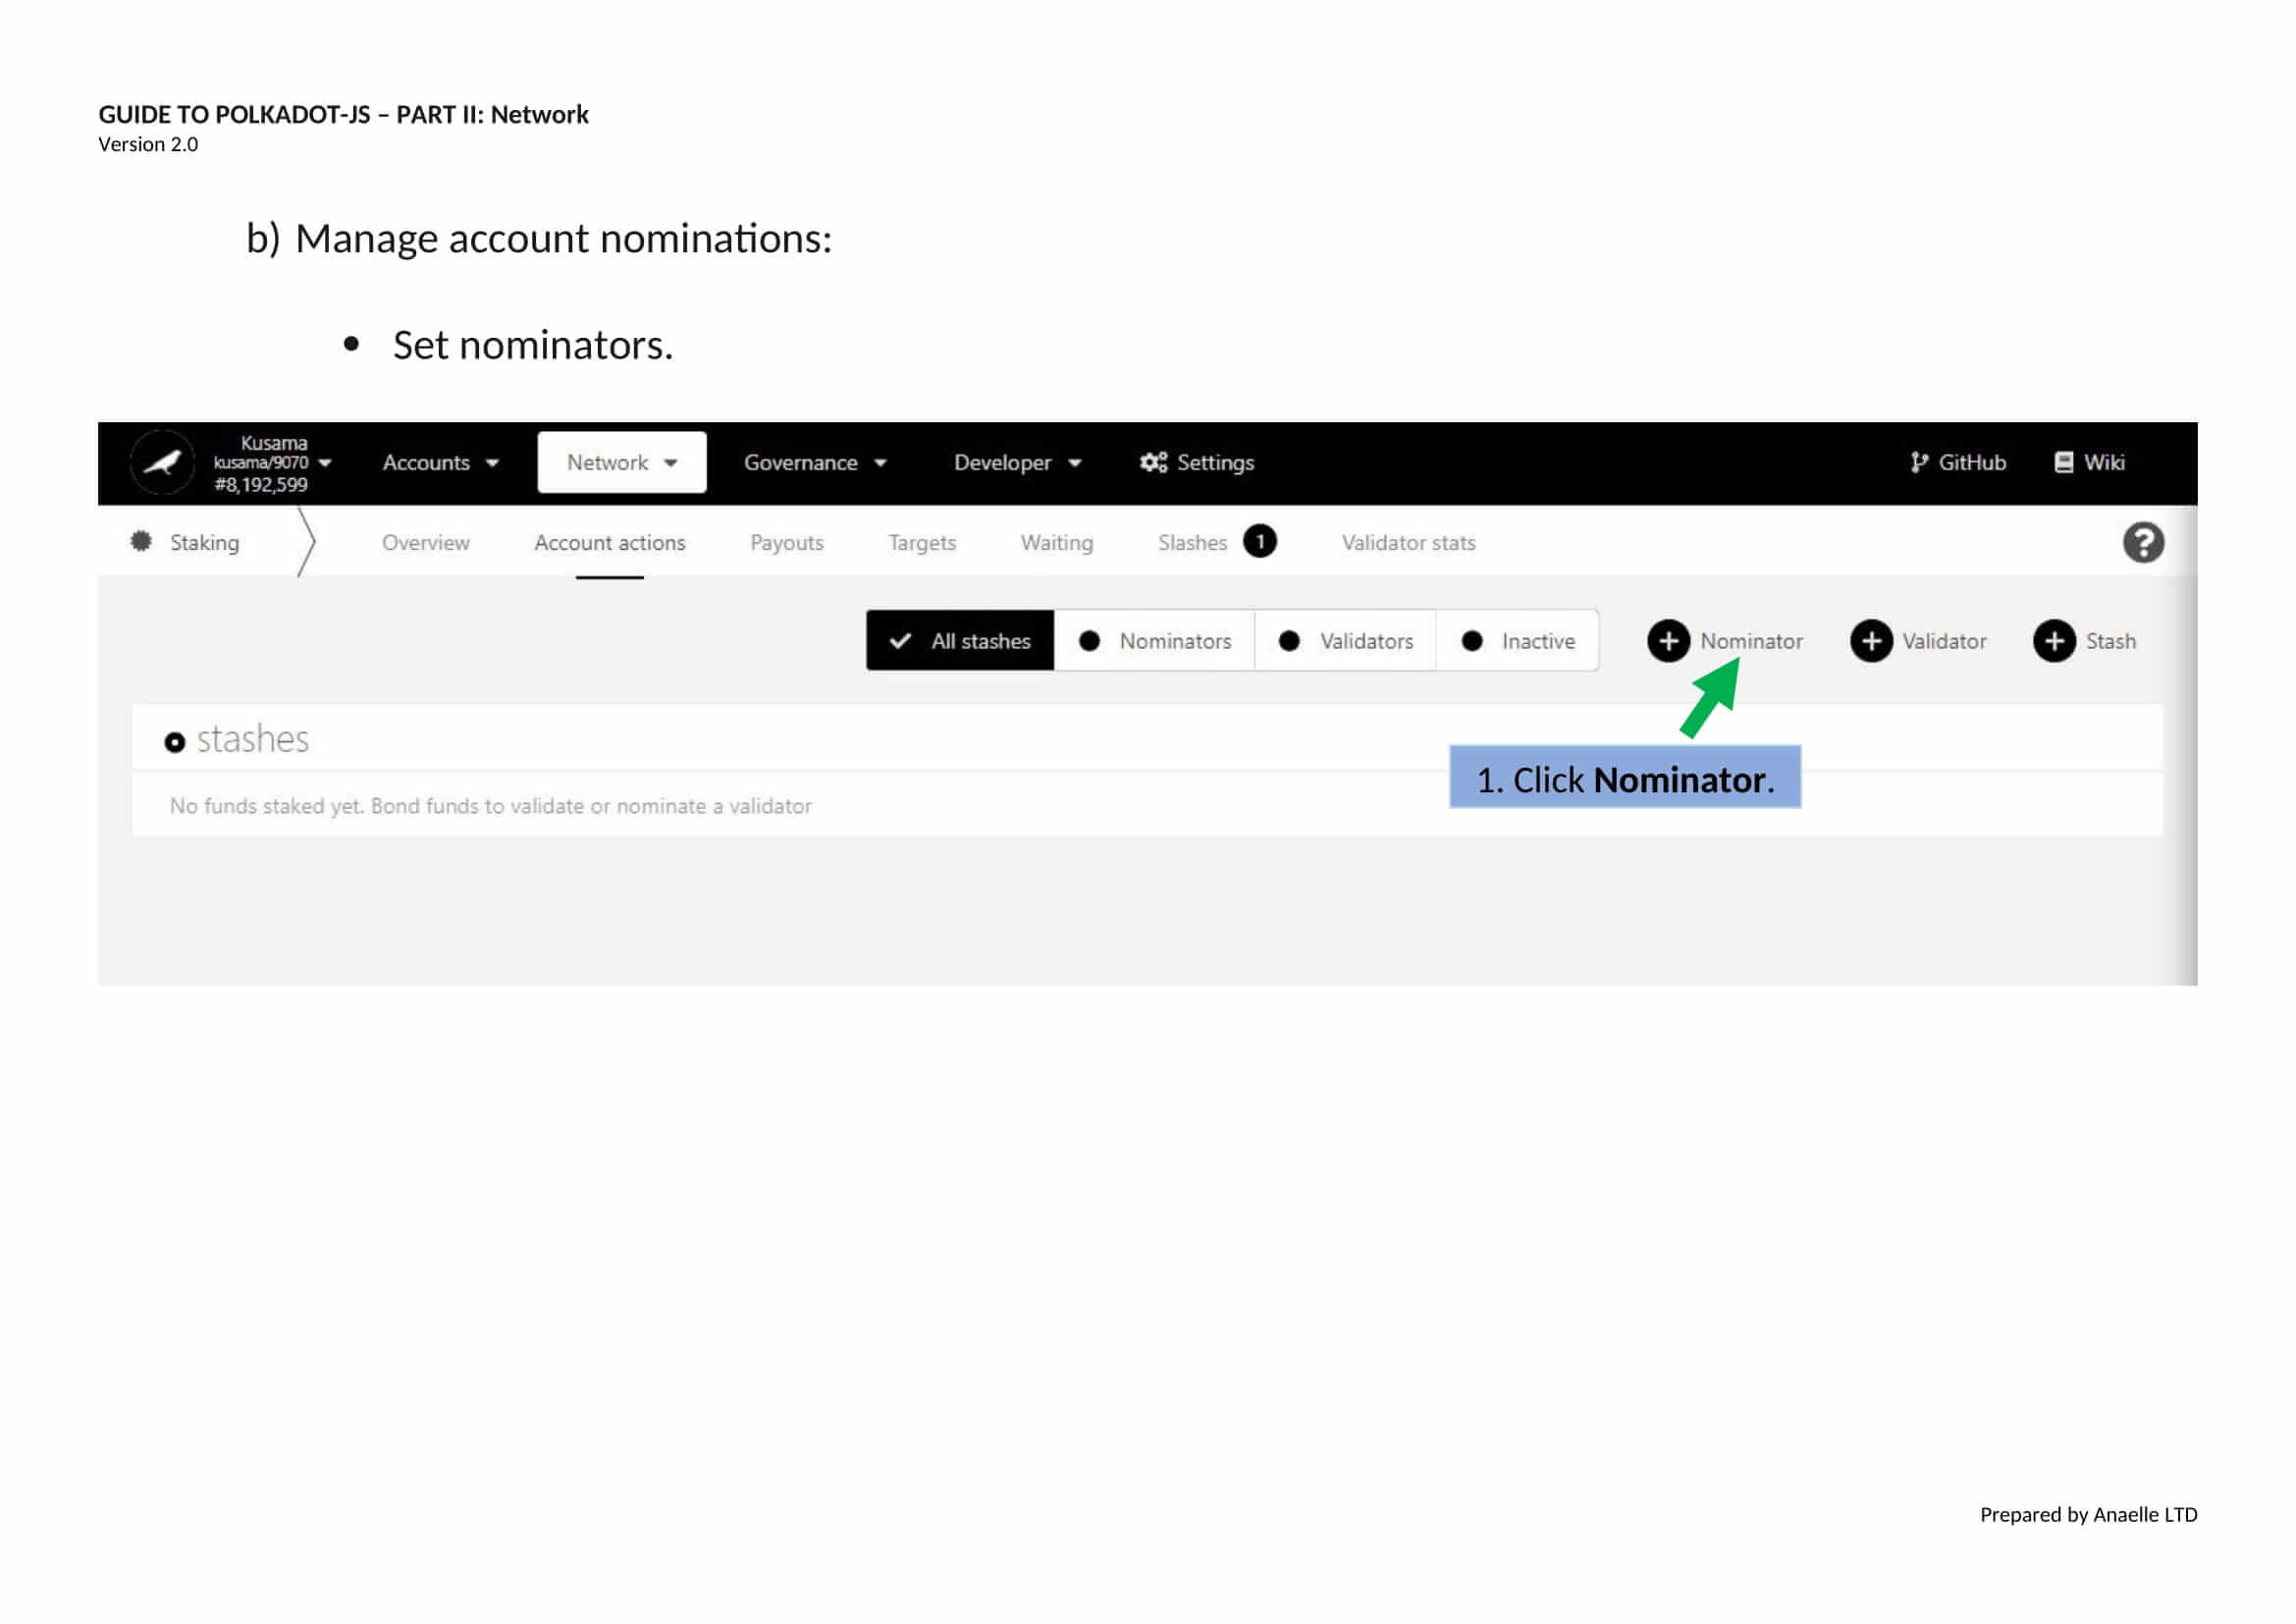 GUIDE TO POLKADOT-JS – PART II: Network
Version 2.0
b) Manage account nominations:
• Set nominators.
Kusama
kusama/9070
#8,192,599
Accounts
Network
Governance
Developer
Settings
GitHub
Wiki
Staking
Overview
Account actions
Payouts
Targets
Waiting
Slashes 1
Validator stats
?
All stashes
Nominators
Validators
Inactive
Nominator
Validator
Stash
stashes
1. Click Nominator.
No funds staked yet. Bond funds to validate or nominate a validator
Prepared by Anaelle LTD